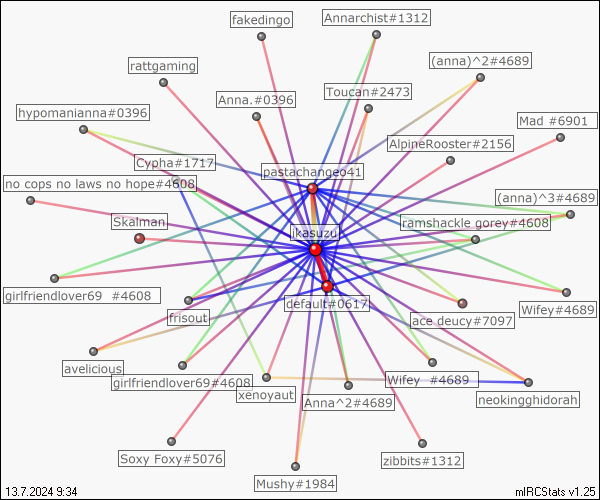 fakedingo
Annarchist#1312
rattgaming
(anna)^2#4689
Toucan#2473
Anna.#0396
hypomanianna#0396
Mad #6901
AlpineRooster#2156
Cypha#1717
pastachangeo41
no cops no laws no hope#4608
(anna)^3#4689
Skalman
ramshackle gorey#4608
ikasuzu
girlfriendlover69 #4608
default#0617
Wifey#4689
frisout
ace deucy#7097
avelicious
girlfriendlover69#4608
Wifey #4689
xenoyaut
Anna^2#4689
neokingghidorah
Soxy Foxy#5076
zibbits#1312
Mushy#1984
13.7.2024 9:34
mIRCStats v1.25